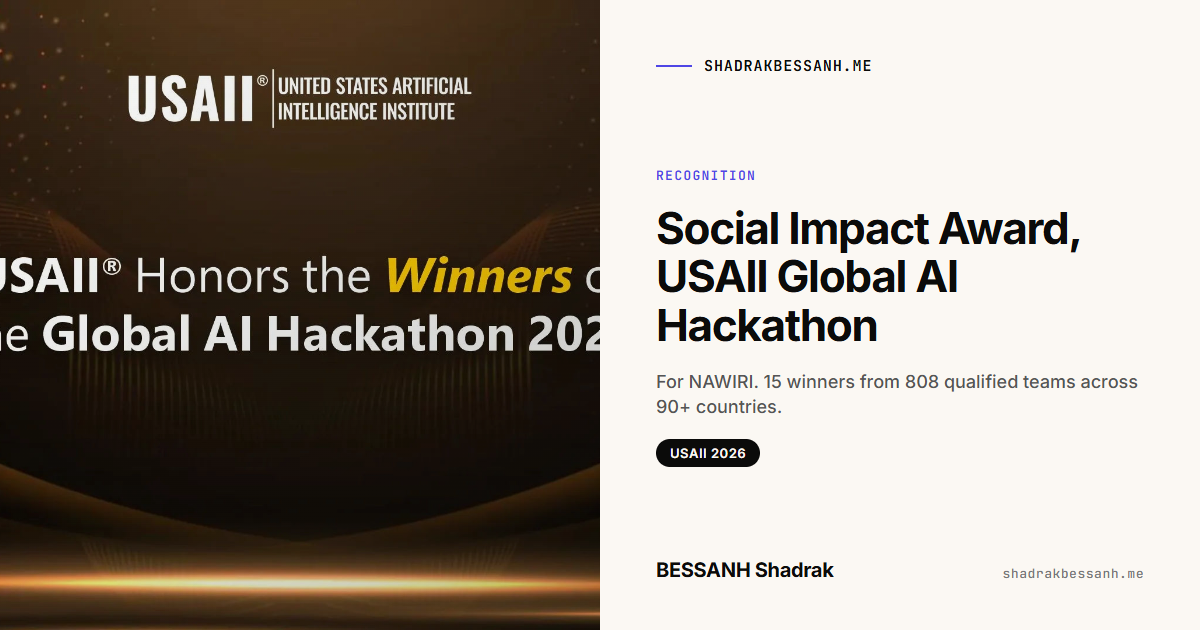 USAII® UNITED STATES ARTIFICIAL
INTELLIGENCE INSTITUTE
USAII® Honors the Winners
Global AI Hackathon
SHADRAKBESSANH.ME
RECOGNITION
Social Impact Award,
USAII Global AI
Hackathon
For NAWIRI. 15 winners from 808 qualified teams across
90+ countries.
USAII 2026
BESSANH Shadrak
shadrakbessanh.me